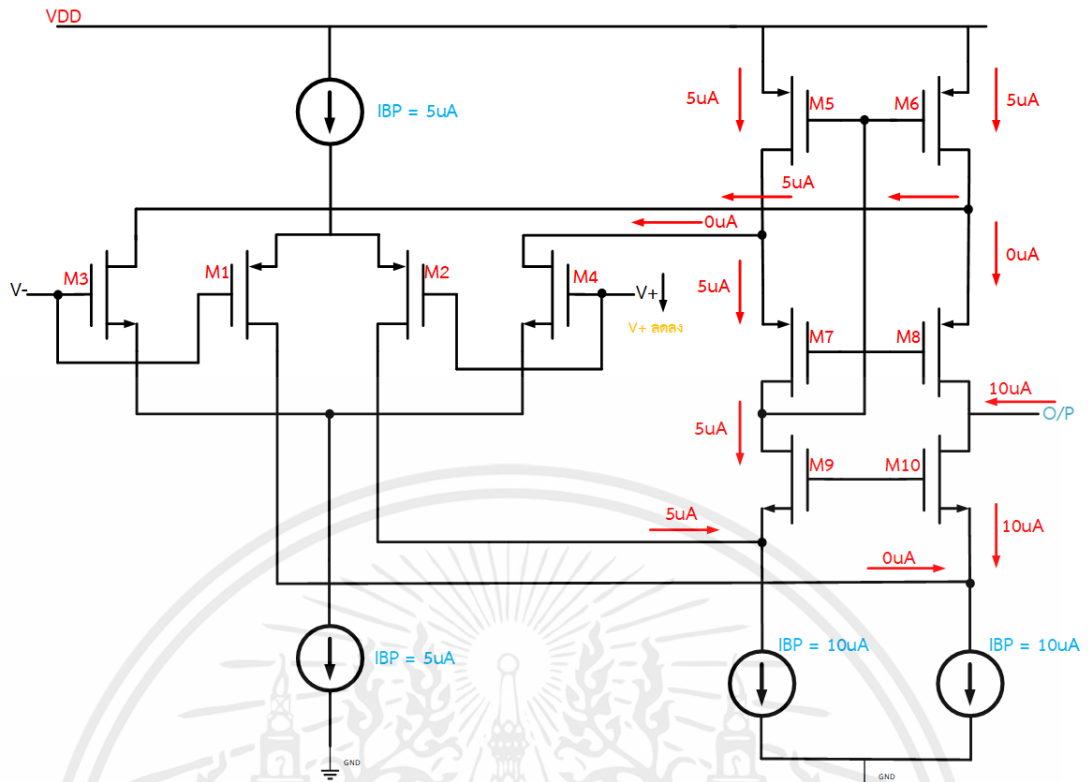 VDD
IBP = 5uA
5uA
M5
M6
5uA
5uA
0uA
M3
M1
M2
M4
V-
V+
V+ ลดลง
5uA
0uA
M7
M8
10uA
O/P
5uA
M9
M10
5uA
10uA
0uA
IBP = 5uA
IBP = 10uA
IBP = 10uA
GND
GND